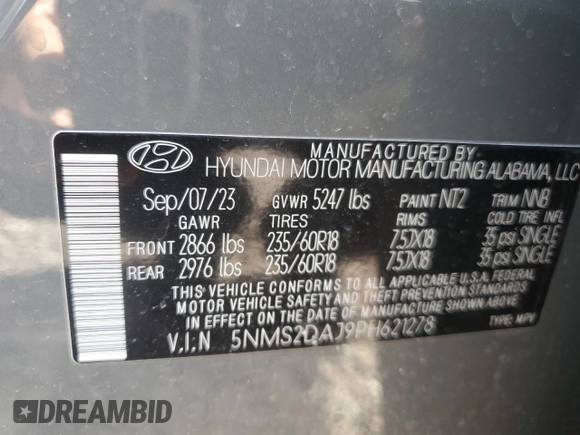 MANUFACTURED BY
HYUNDAI MOTOR MANUFACTURING ALABAMA, LLC
Sep/07/23 GVWR 5247 lbs PAINT NT2 TRIM NNB
GAWR TIRES RIMS COLD TIRE INFL
FRONT 2866 lbs 235/60R18 7.5JX18 35 psi SINGLE
REAR 2976 lbs 235/60R18 7.5JX18 35 psi SINGLE
THIS VEHICLE CONFORMS TO ALL APPLICABLE U.S.A. FEDERAL
MOTOR VEHICLE SAFETY AND THEFT PREVENTION STANDARDS
IN EFFECT ON THE DATE OF MANUFACTURE SHOWN ABOVE.
V.I.N 5NMS2DAJ9PH621278 TYPE: MPV
DREAMBID